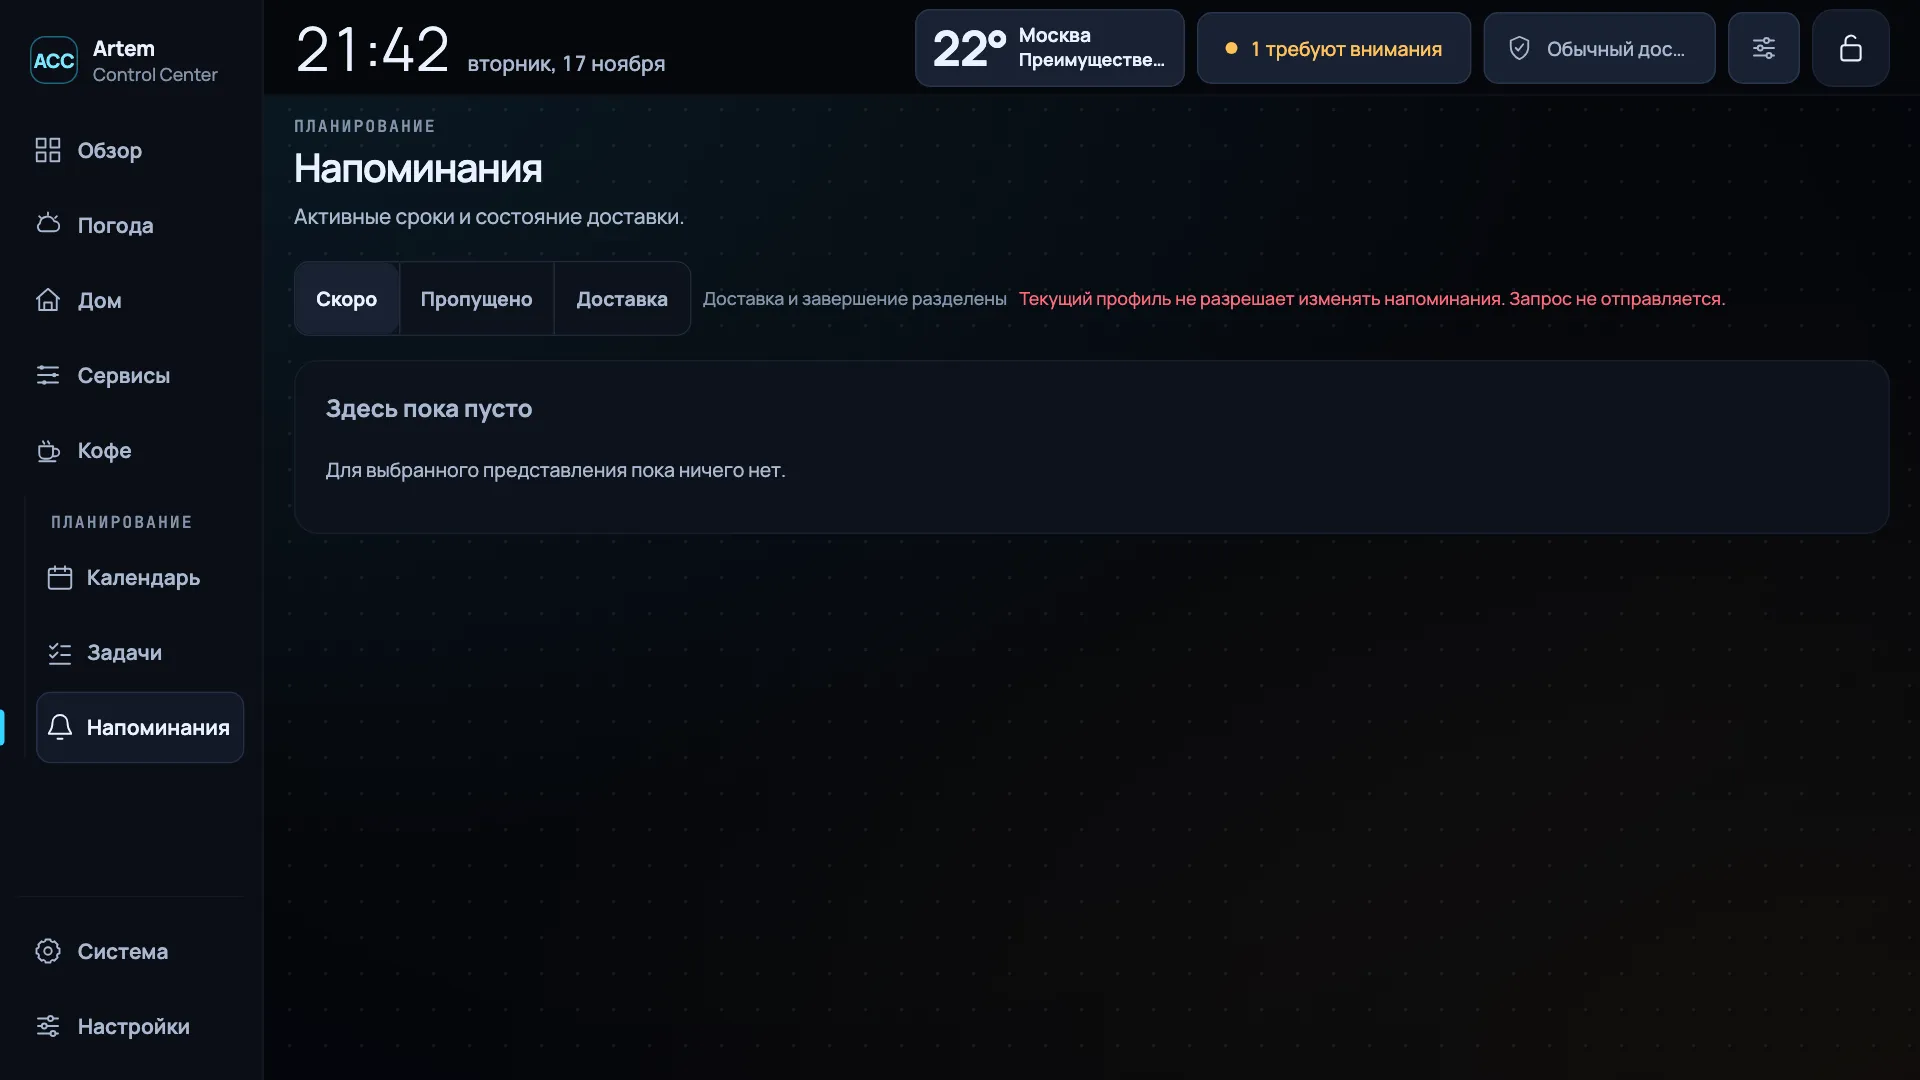 ACC
Artem
Control Center
Обзор
Погода
Дом
Сервисы
Кофе
ПЛАНИРОВАНИЕ
Календарь
Задачи
Напоминания
Система
Настройки
21:42 вторник, 17 ноября
22° Москва
Преимуществе…
1 требуют внимания
Обычный дос…
ПЛАНИРОВАНИЕ
Напоминания
Активные сроки и состояние доставки.
Скоро Пропущено Доставка Доставка и завершение разделены Текущий профиль не разрешает изменять напоминания. Запрос не отправляется.
Здесь пока пусто
Для выбранного представления пока ничего нет.